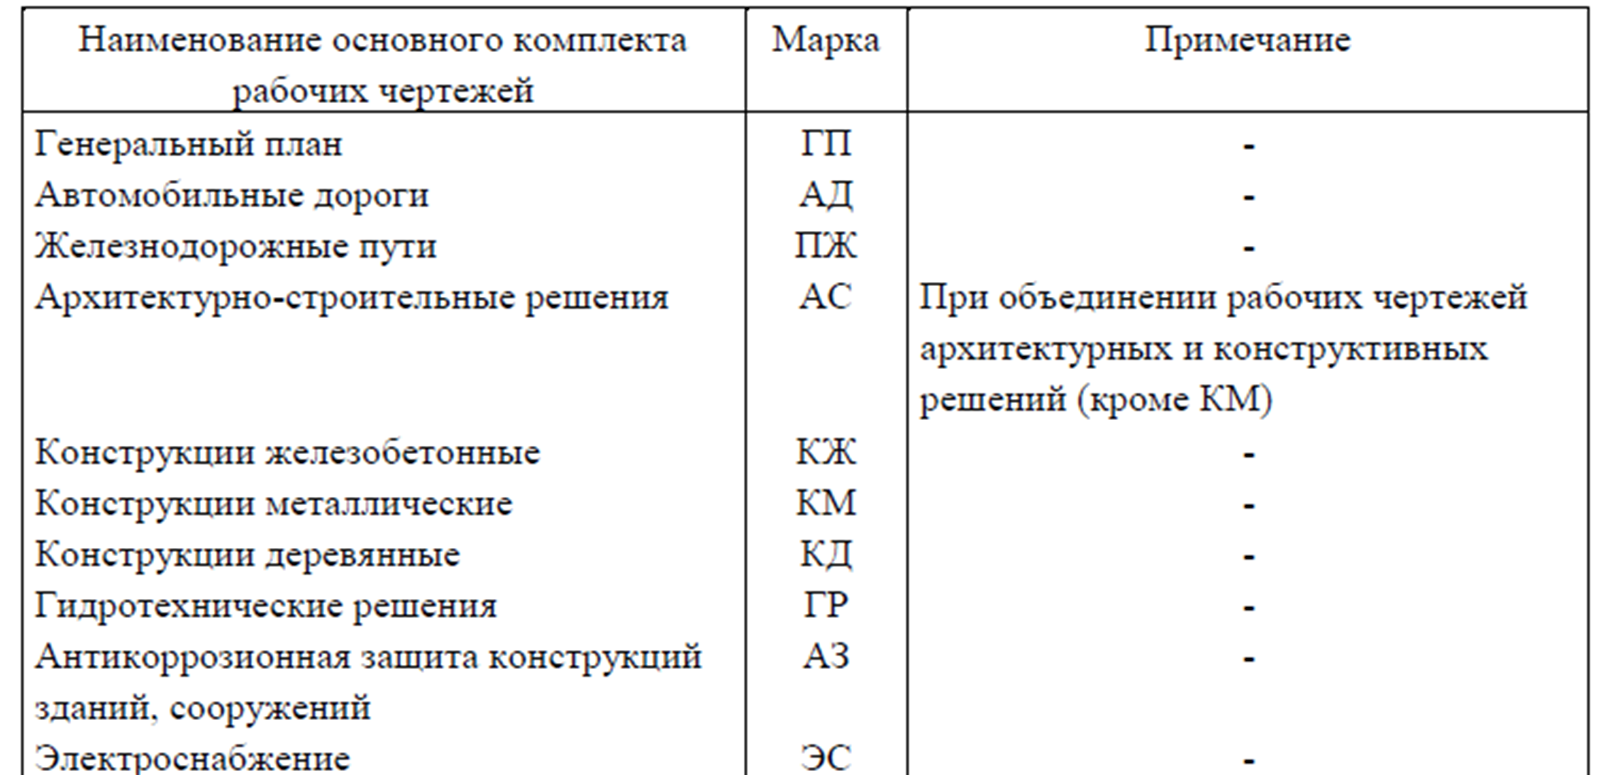 Наименование основного комплекта Марка Примечание
рабочих чертежей
Генеральный план ГП -
Автомобильные дороги АД -
Железнодорожные пути ПЖ -
Архитектурно-строительные решения АС При объединении рабочих чертежей
архитектурных и конструктивных
решений (кроме КМ)
Конструкции железобетонные КЖ -
Конструкции металлические КМ -
Конструкции деревянные КД -
Гидротехнические решения ГР -
Антикоррозионная защита конструкций АЗ -
зданий, сооружений
Электроснабжение ЭС -